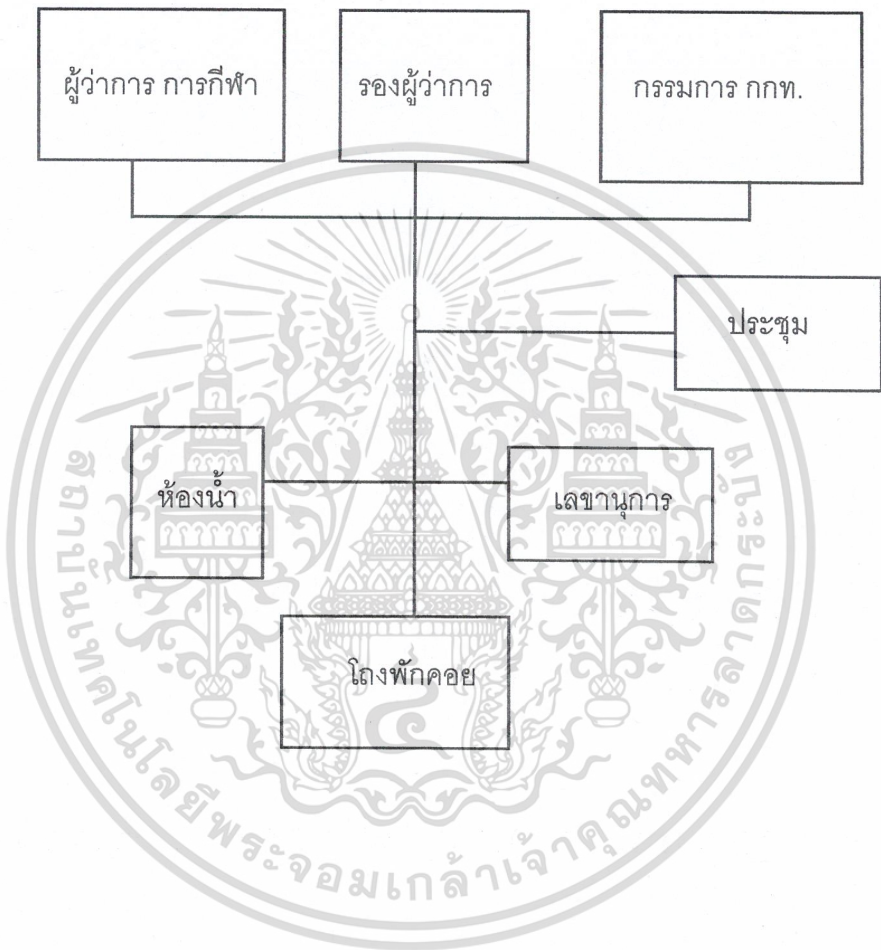 ผู้ว่าการ การกีฬา
รองผู้ว่าการ
กรรมการ กกท.
ประชุม
ห้องน้ำ
เลขานุการ
โถงพักคอย
สถาบันเทคโนโลยีพระจอมเกล้าเจ้าคุณทหารลาดกระบัง